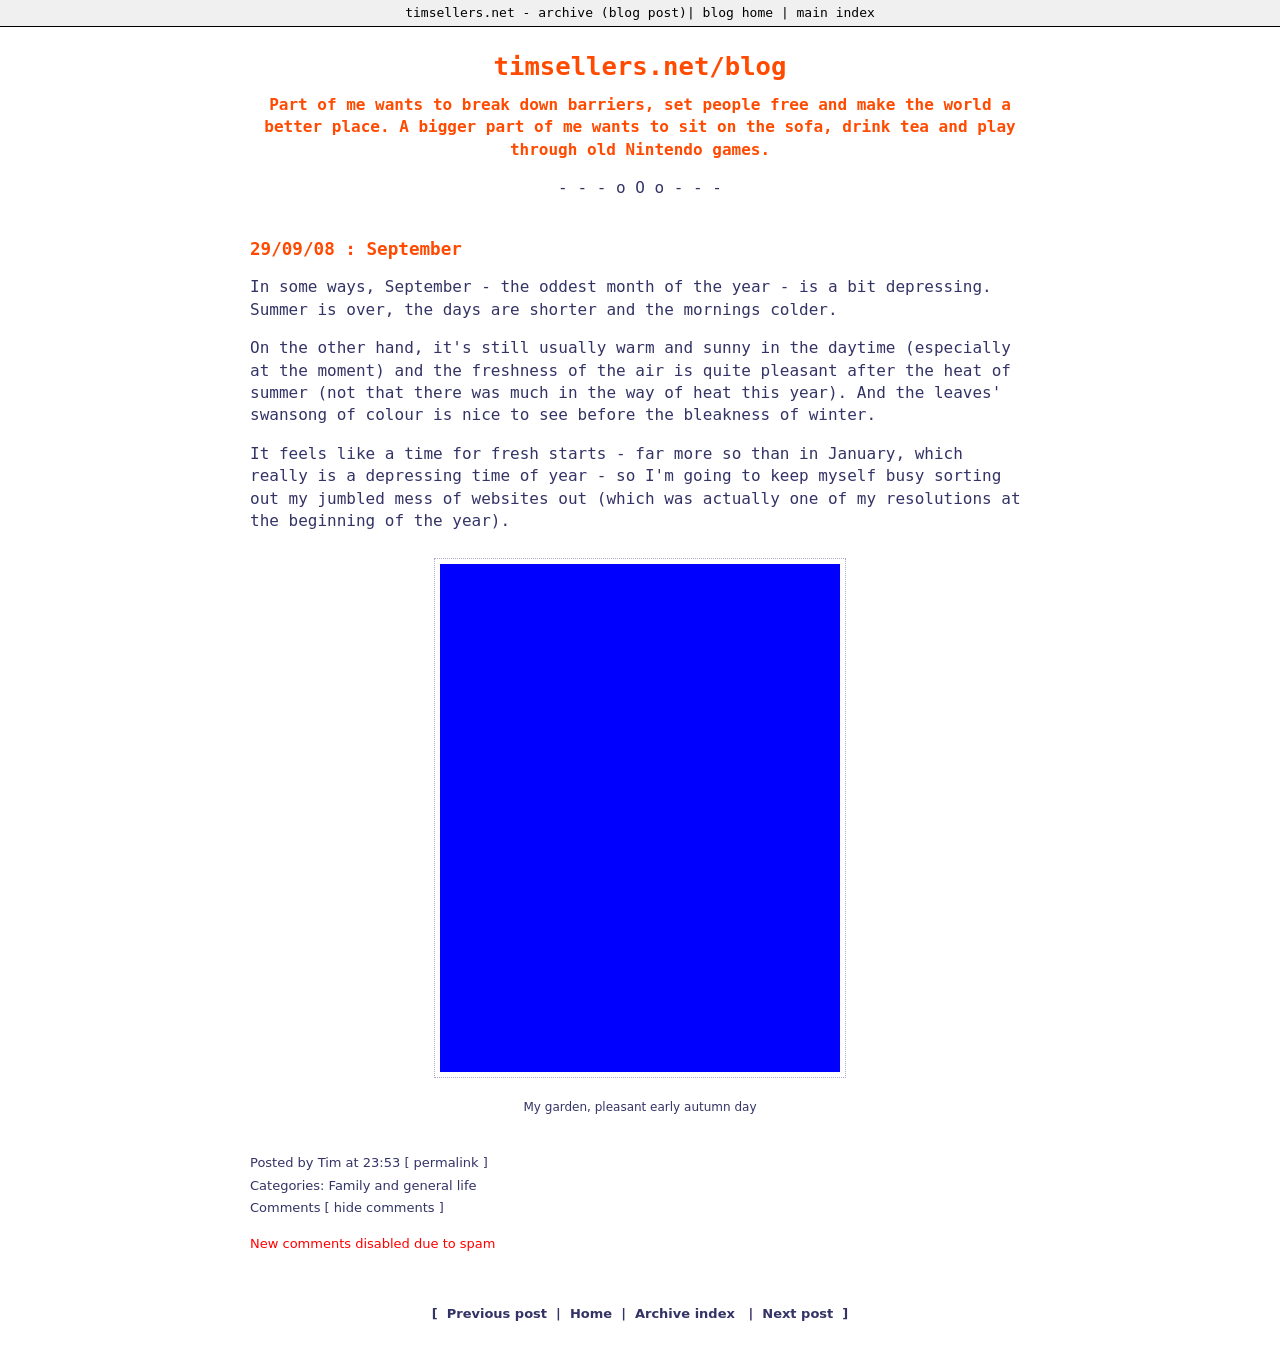 timsellers.net - archive (blog post)| blog home | main index
timsellers.net/blog
Part of me wants to break down barriers, set people free and make the world a
better place. A bigger part of me wants to sit on the sofa, drink tea and play
through old Nintendo games.
- - - o O o - - -
29/09/08 : September
In some ways, September - the oddest month of the year - is a bit depressing.
Summer is over, the days are shorter and the mornings colder.
On the other hand, it's still usually warm and sunny in the daytime (especially
at the moment) and the freshness of the air is quite pleasant after the heat of
summer (not that there was much in the way of heat this year). And the leaves'
swansong of colour is nice to see before the bleakness of winter.
It feels like a time for fresh starts - far more so than in January, which
really is a depressing time of year - so I'm going to keep myself busy sorting
out my jumbled mess of websites out (which was actually one of my resolutions at
the beginning of the year).
My garden, pleasant early autumn day
Posted by Tim at 23:53 [ permalink ]
Categories: Family and general life
Comments [ hide comments ]
New comments disabled due to spam
[ Previous post | Home | Archive index | Next post ]